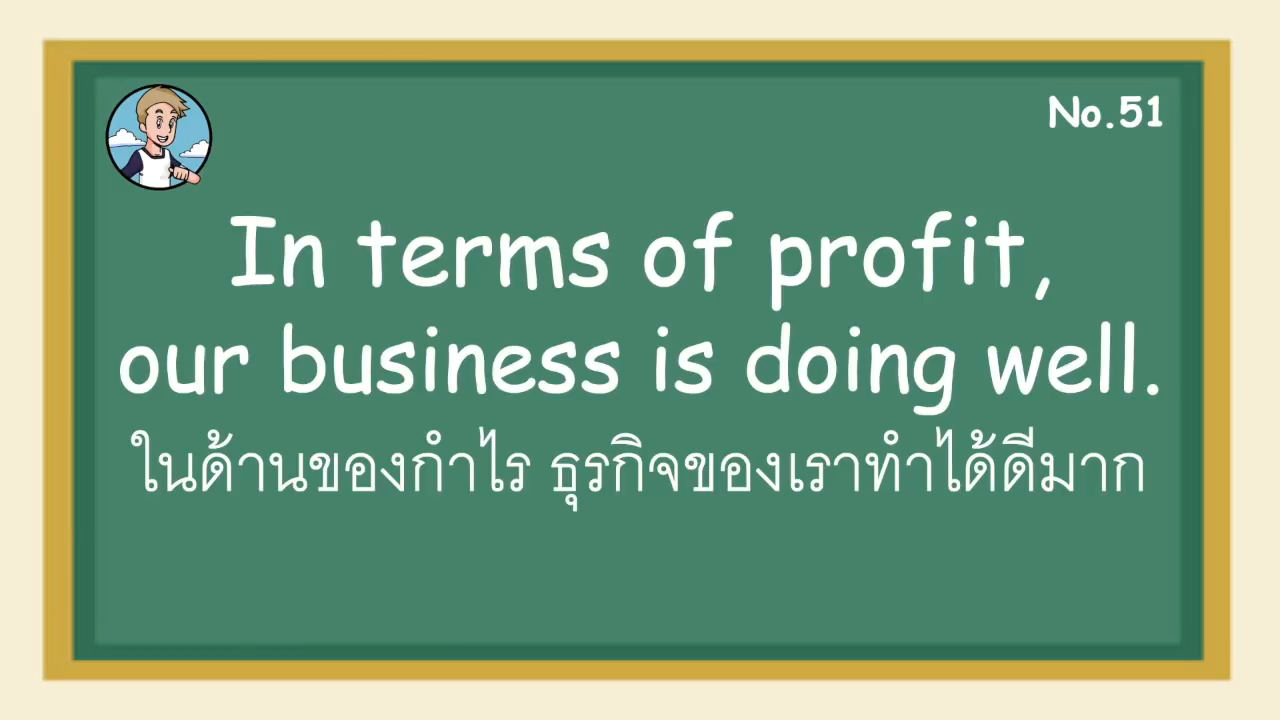 No.51
In terms of profit,
our business is doing well.
ในด้านของกำไร ธุรกิจของเราทำได้ดีมาก